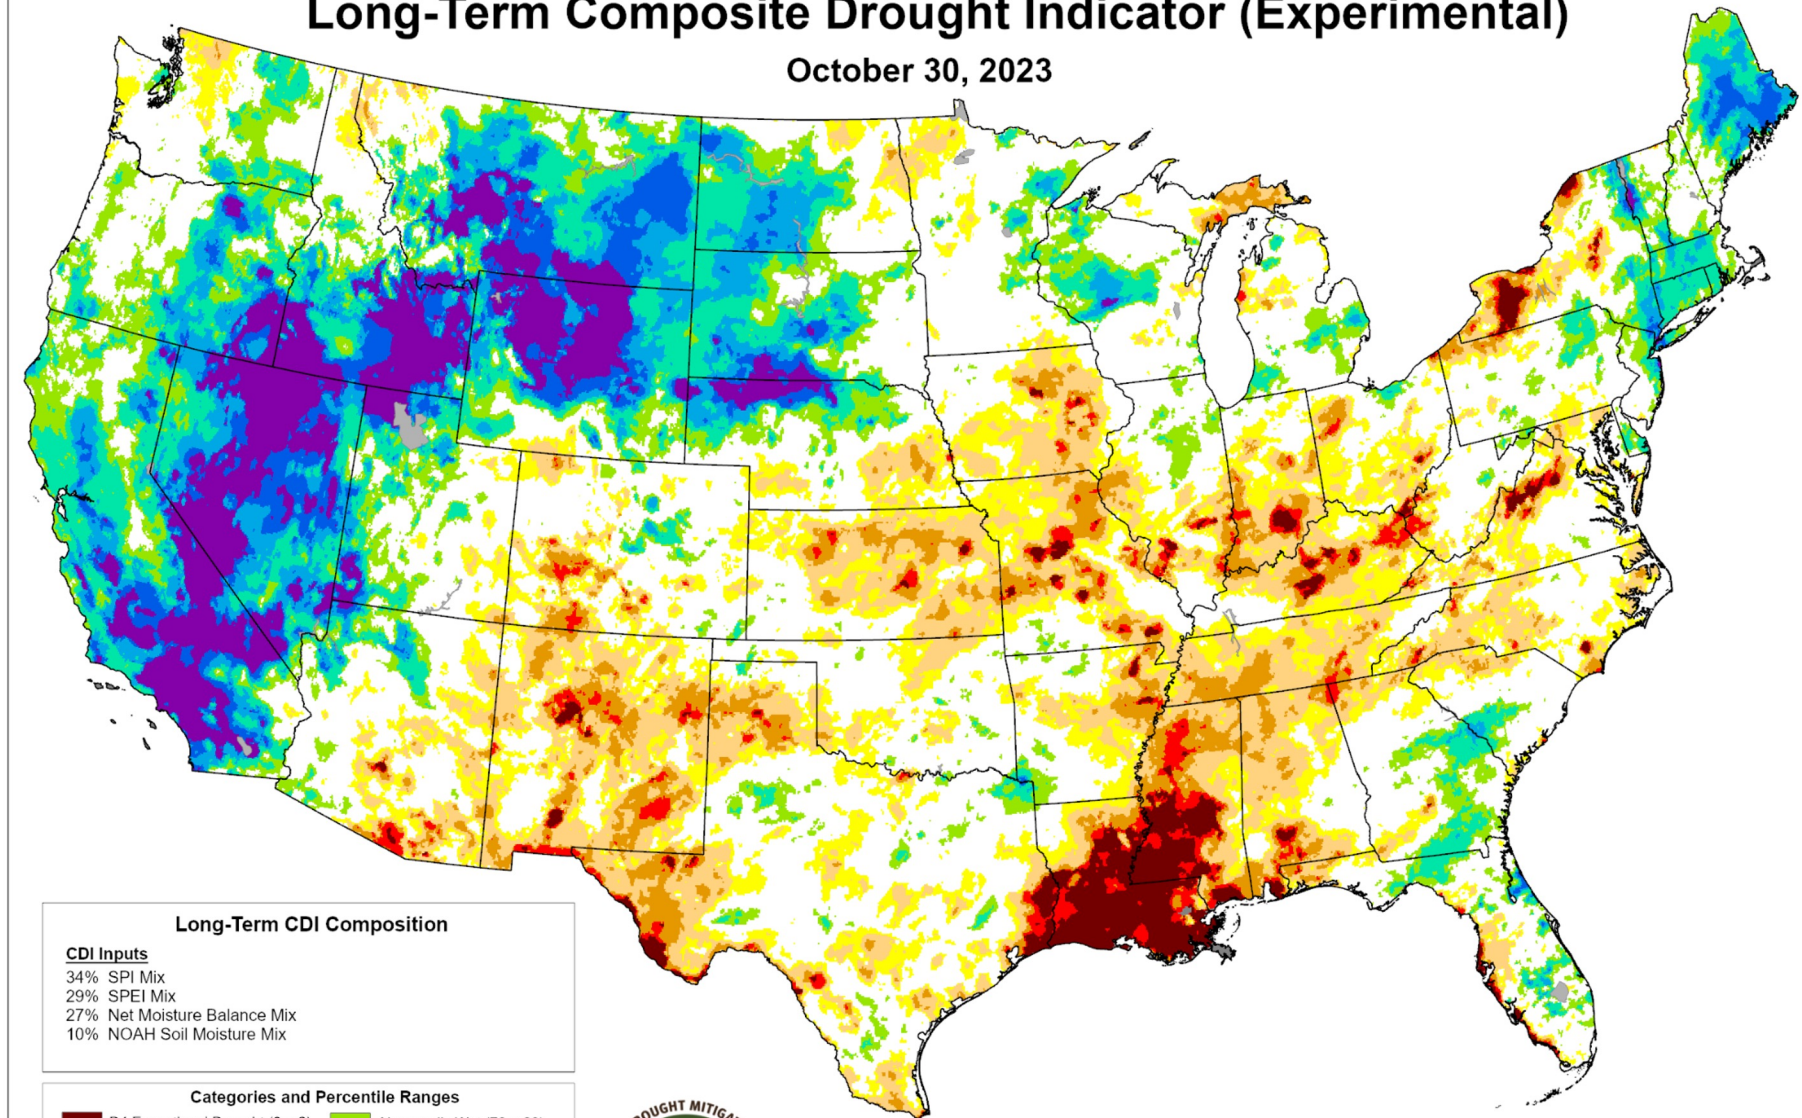 Long-Term Composite Drought Indicator (Experimental)
October 30, 2023
Long-Term CDI Composition
CDI Inputs
34% SPI Mix
29% SPEI Mix
27% Net Moisture Balance Mix
10% NOAH Soil Moisture Mix
Categories and Percentile Ranges